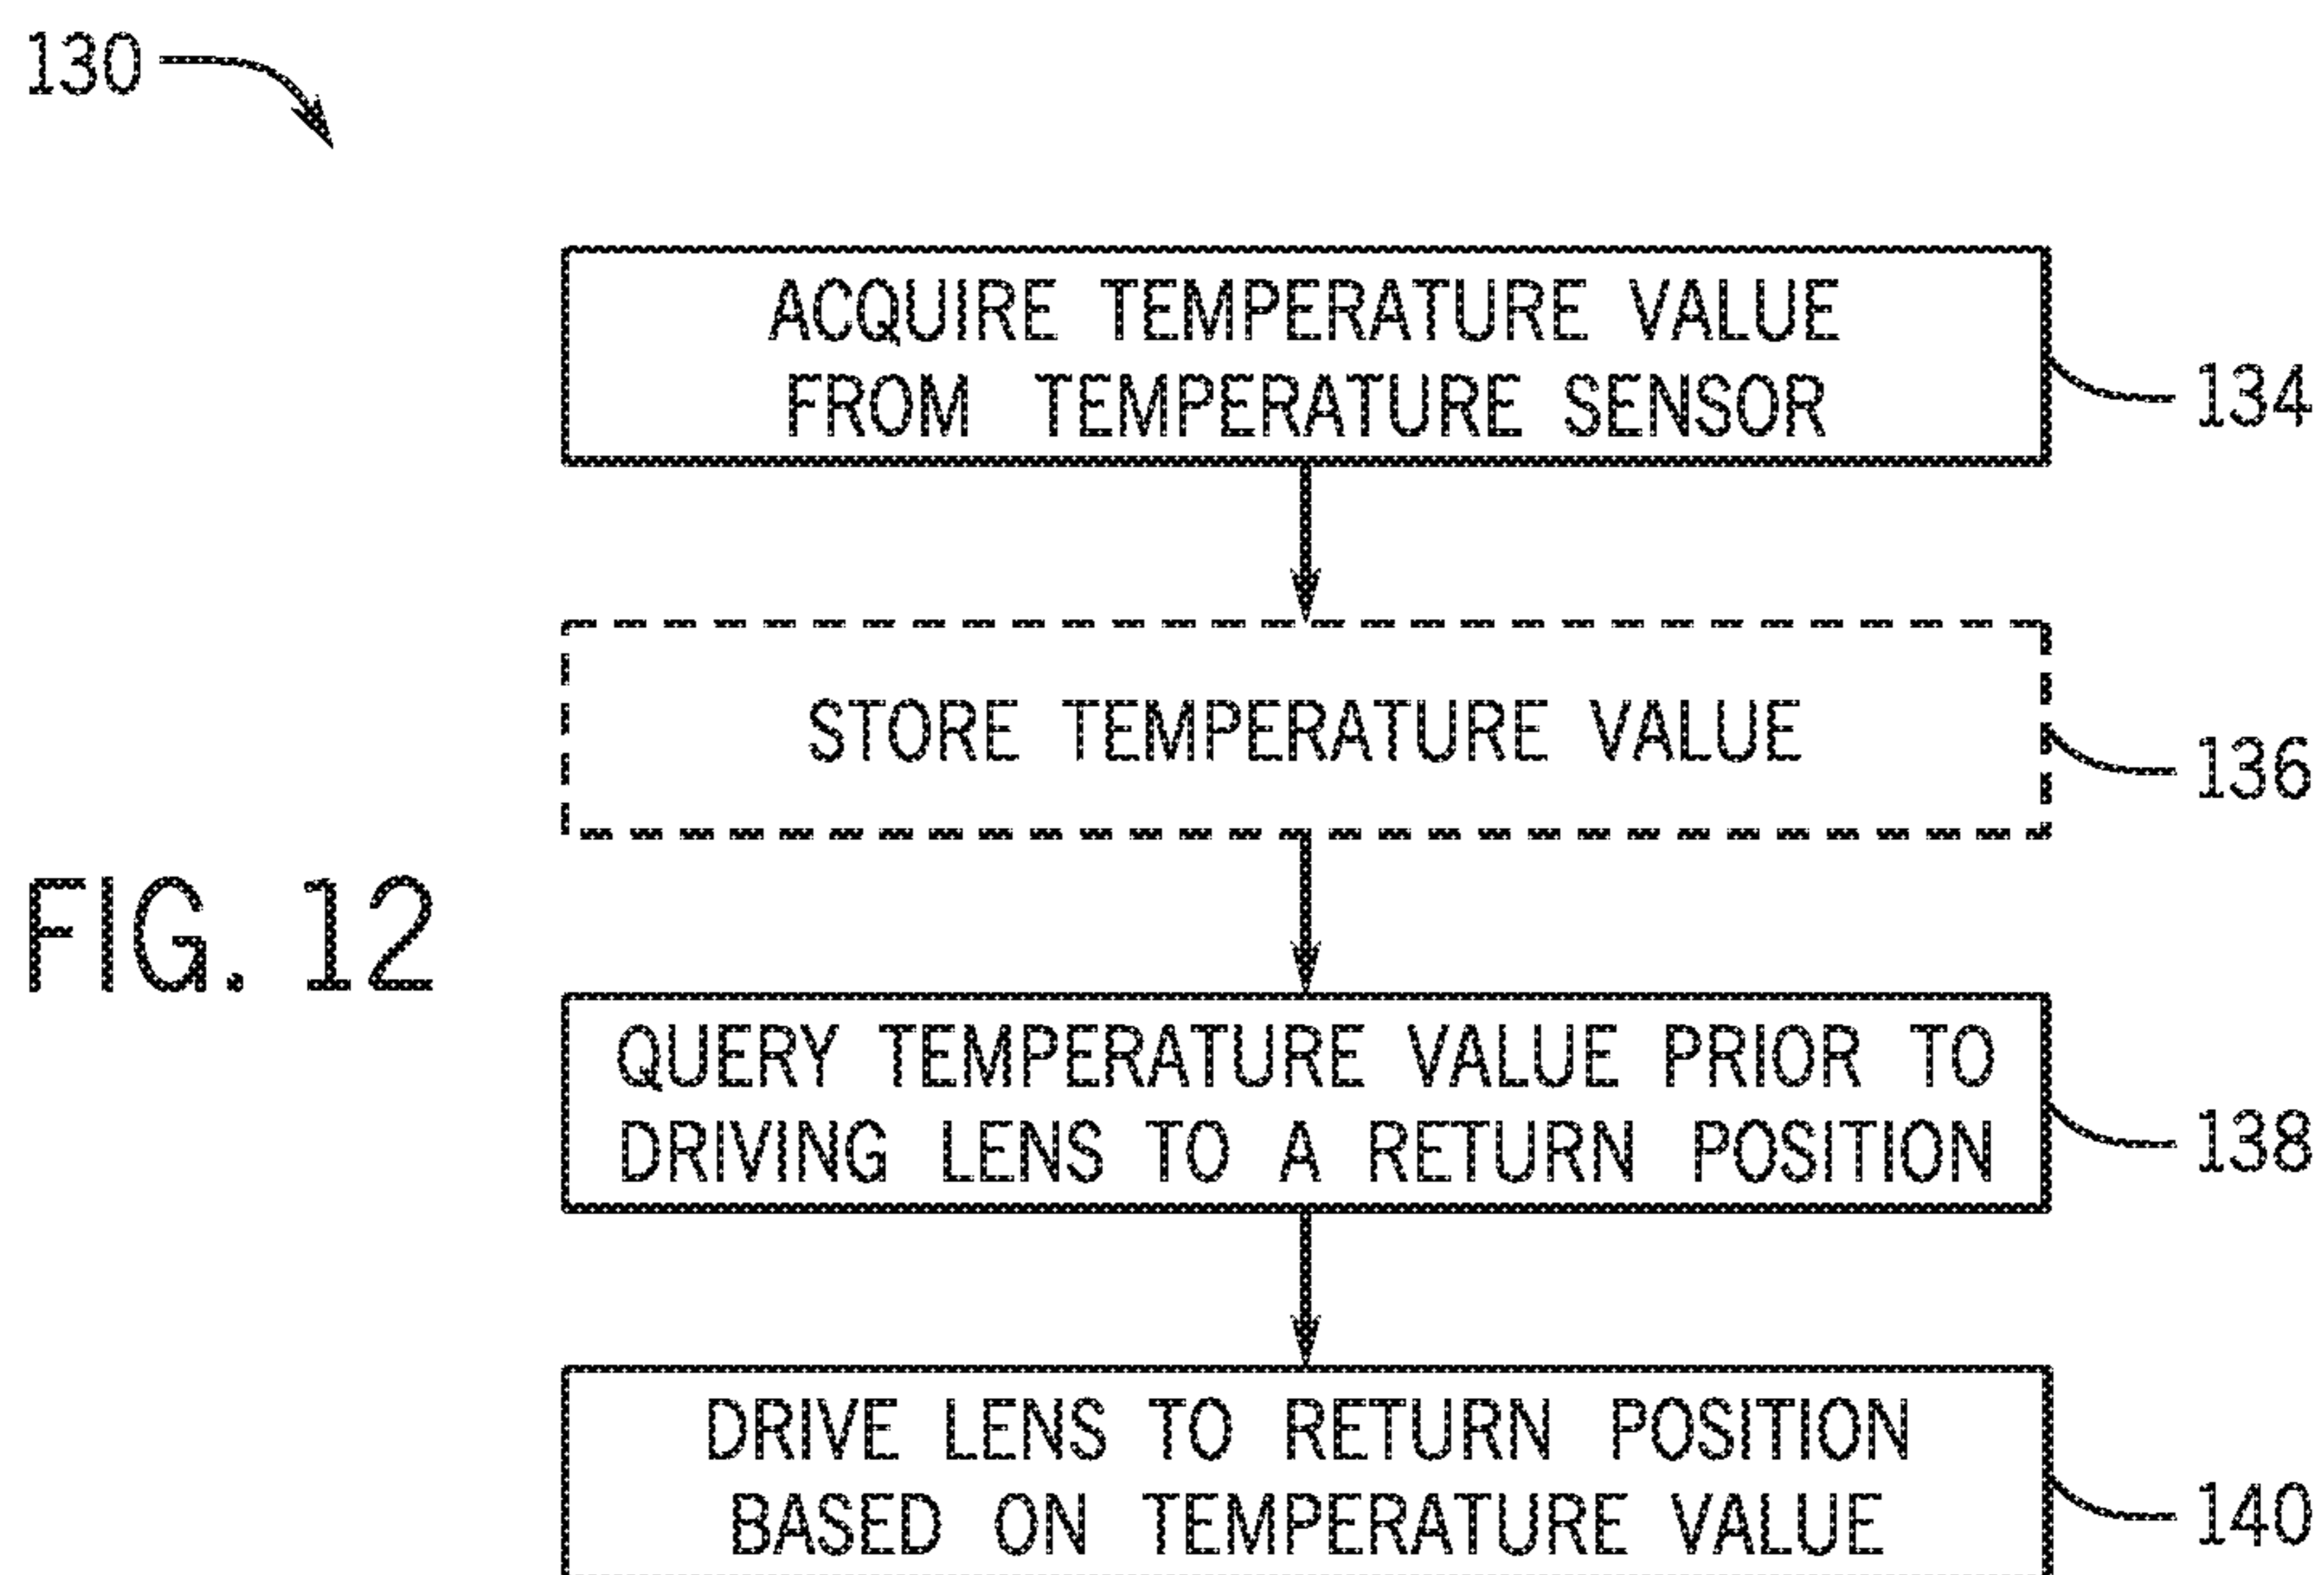 130
ACQUIRE TEMPERATURE VALUE
FROM TEMPERATURE SENSOR
134
STORE TEMPERATURE VALUE
136
FIG. 12
QUERY TEMPERATURE VALUE PRIOR TO
DRIVING LENS TO A RETURN POSITION
138
DRIVE LENS TO RETURN POSITION
BASED ON TEMPERATURE VALUE
140